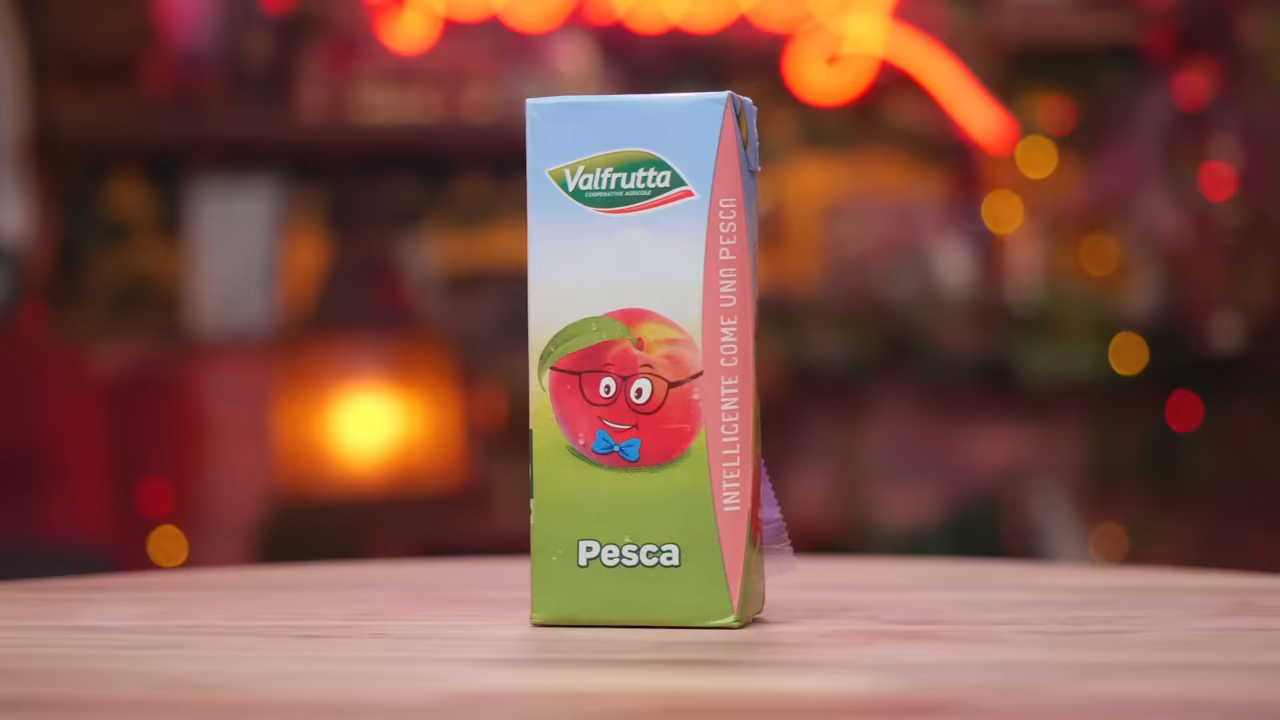 Valfrutta
COOPERATIVE AGRICOLE
INTELLIGENTE COME UNA PESCA
Pesca